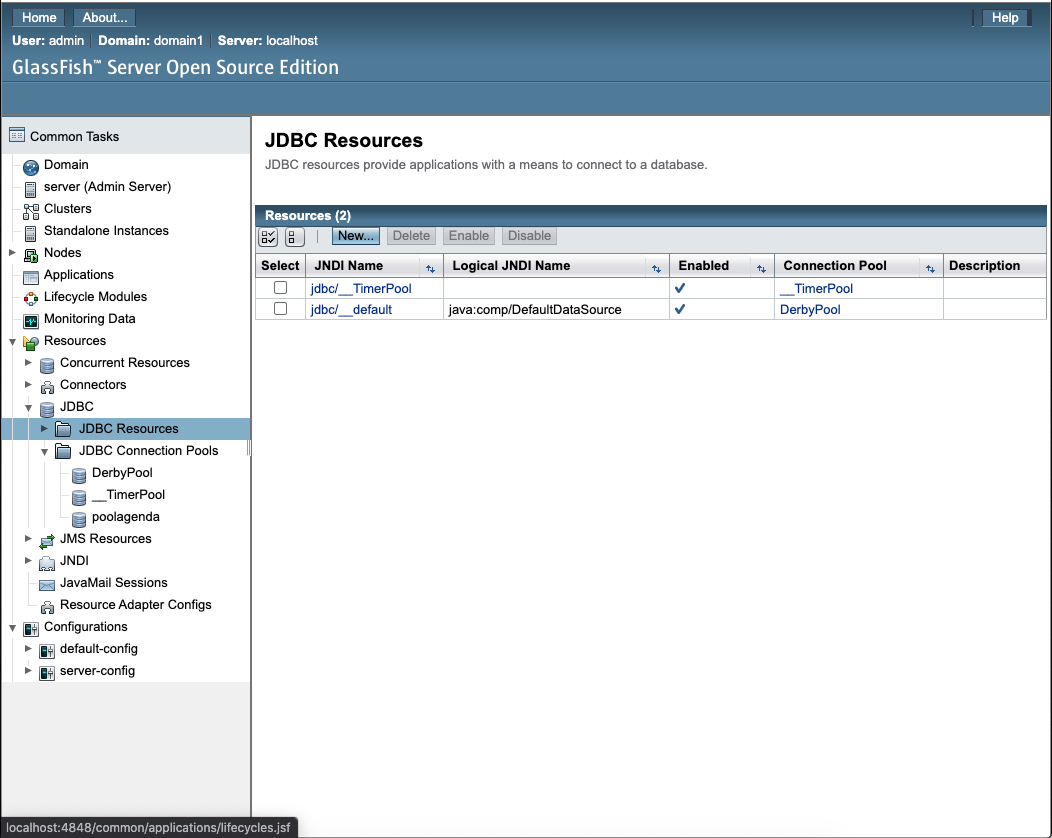 Home About... Help
User: admin Domain: domain1 Server: localhost
GlassFish™ Server Open Source Edition
Common Tasks
Domain
server (Admin Server)
Clusters
Standalone Instances
Nodes
Applications
Lifecycle Modules
Monitoring Data
Resources
Concurrent Resources
Connectors
JDBC
JDBC Resources
JDBC Connection Pools
DerbyPool
__TimerPool
poolagenda
JMS Resources
JNDI
JavaMail Sessions
Resource Adapter Configs
Configurations
default-config
server-config
JDBC Resources
JDBC resources provide applications with a means to connect to a database.
Resources (2)
New... Delete Enable Disable
Select JNDI Name Logical JNDI Name Enabled Connection Pool Description
jdbc/__TimerPool __TimerPool
jdbc/__default java:comp/DefaultDataSource DerbyPool
localhost:4848/common/applications/lifecycles.jsf